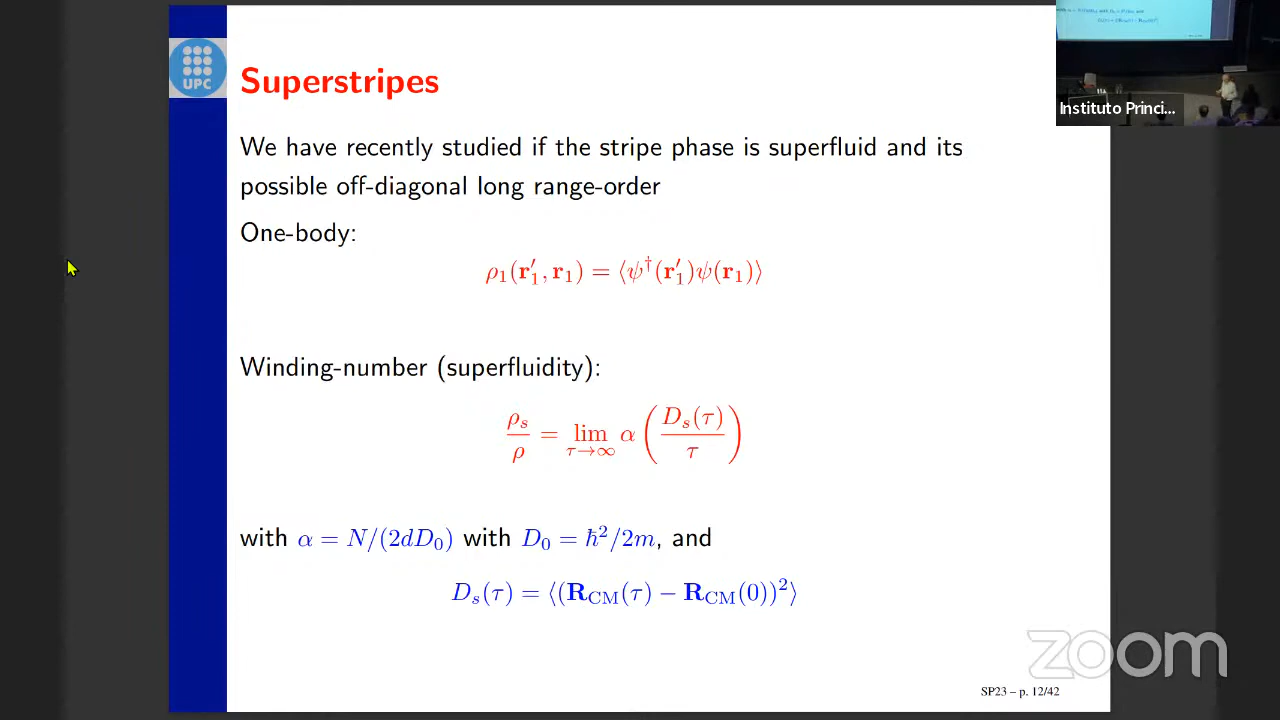 UPC
Superstripes
We have recently studied if the stripe phase is superfluid and its
possible off-diagonal long range-order
One-body:
ρ₁(r′₁, r₁) = ⟨ψ†(r′₁)ψ(r₁)⟩
Winding-number (superfluidity):
ρₛ/ρ = lim τ→∞ α (Dₛ(τ)/τ)
with α = N/(2dD₀) with D₀ = ħ²/2m, and
Dₛ(τ) = ⟨(R_CM(τ) − R_CM(0))²⟩
SP23 – p. 12/42
Instituto Princi...
zoom